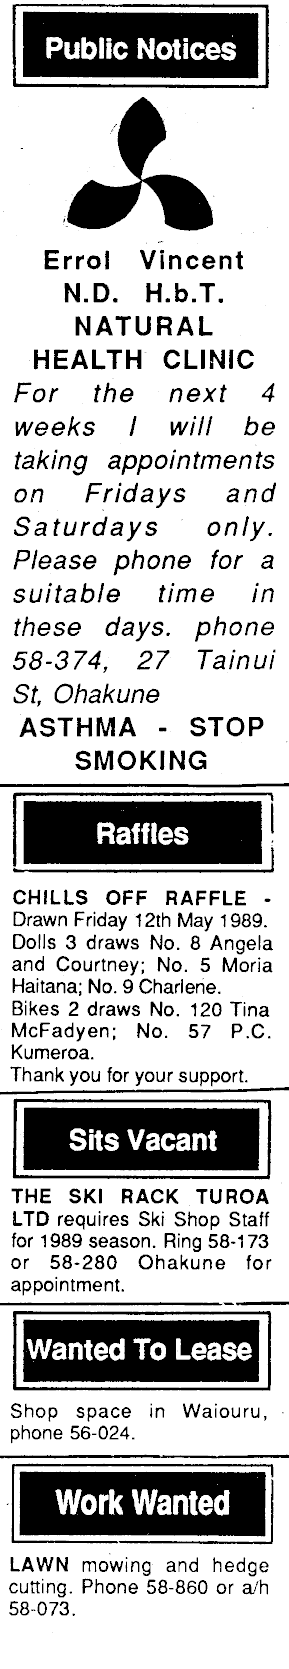 Public Notices
Errol Vincent
N.D. H.b.T.
NATURAL
HEALTH CLINIC
For the next 4
weeks I will be
taking appointments
on Fridays and
Saturdays only.
Please phone for a
suitable time in
these days. phone
58-374, 27 Tainui
St, Ohakune
ASTHMA - STOP
SMOKING
Raffles
CHILLS OFF RAFFLE -
Drawn Friday 12th May 1989.
Dolls 3 draws No. 8 Angela
and Courtney; No. 5 Moria
Haitana; No. 9 Charlene.
Bikes 2 draws No. 120 Tina
McFadyen; No. 57 P.C.
Kumeroa.
Thank you for your support.
Sits Vacant
THE SKI RACK TUROA
LTD requires Ski Shop Staff
for 1989 season. Ring 58-173
or 58-280 Ohakune for
appointment.
Wanted To Lease
Shop space in Waiouru,
phone 56-024.
Work Wanted
LAWN mowing and hedge
cutting. Phone 58-860 or a/h
58-073.